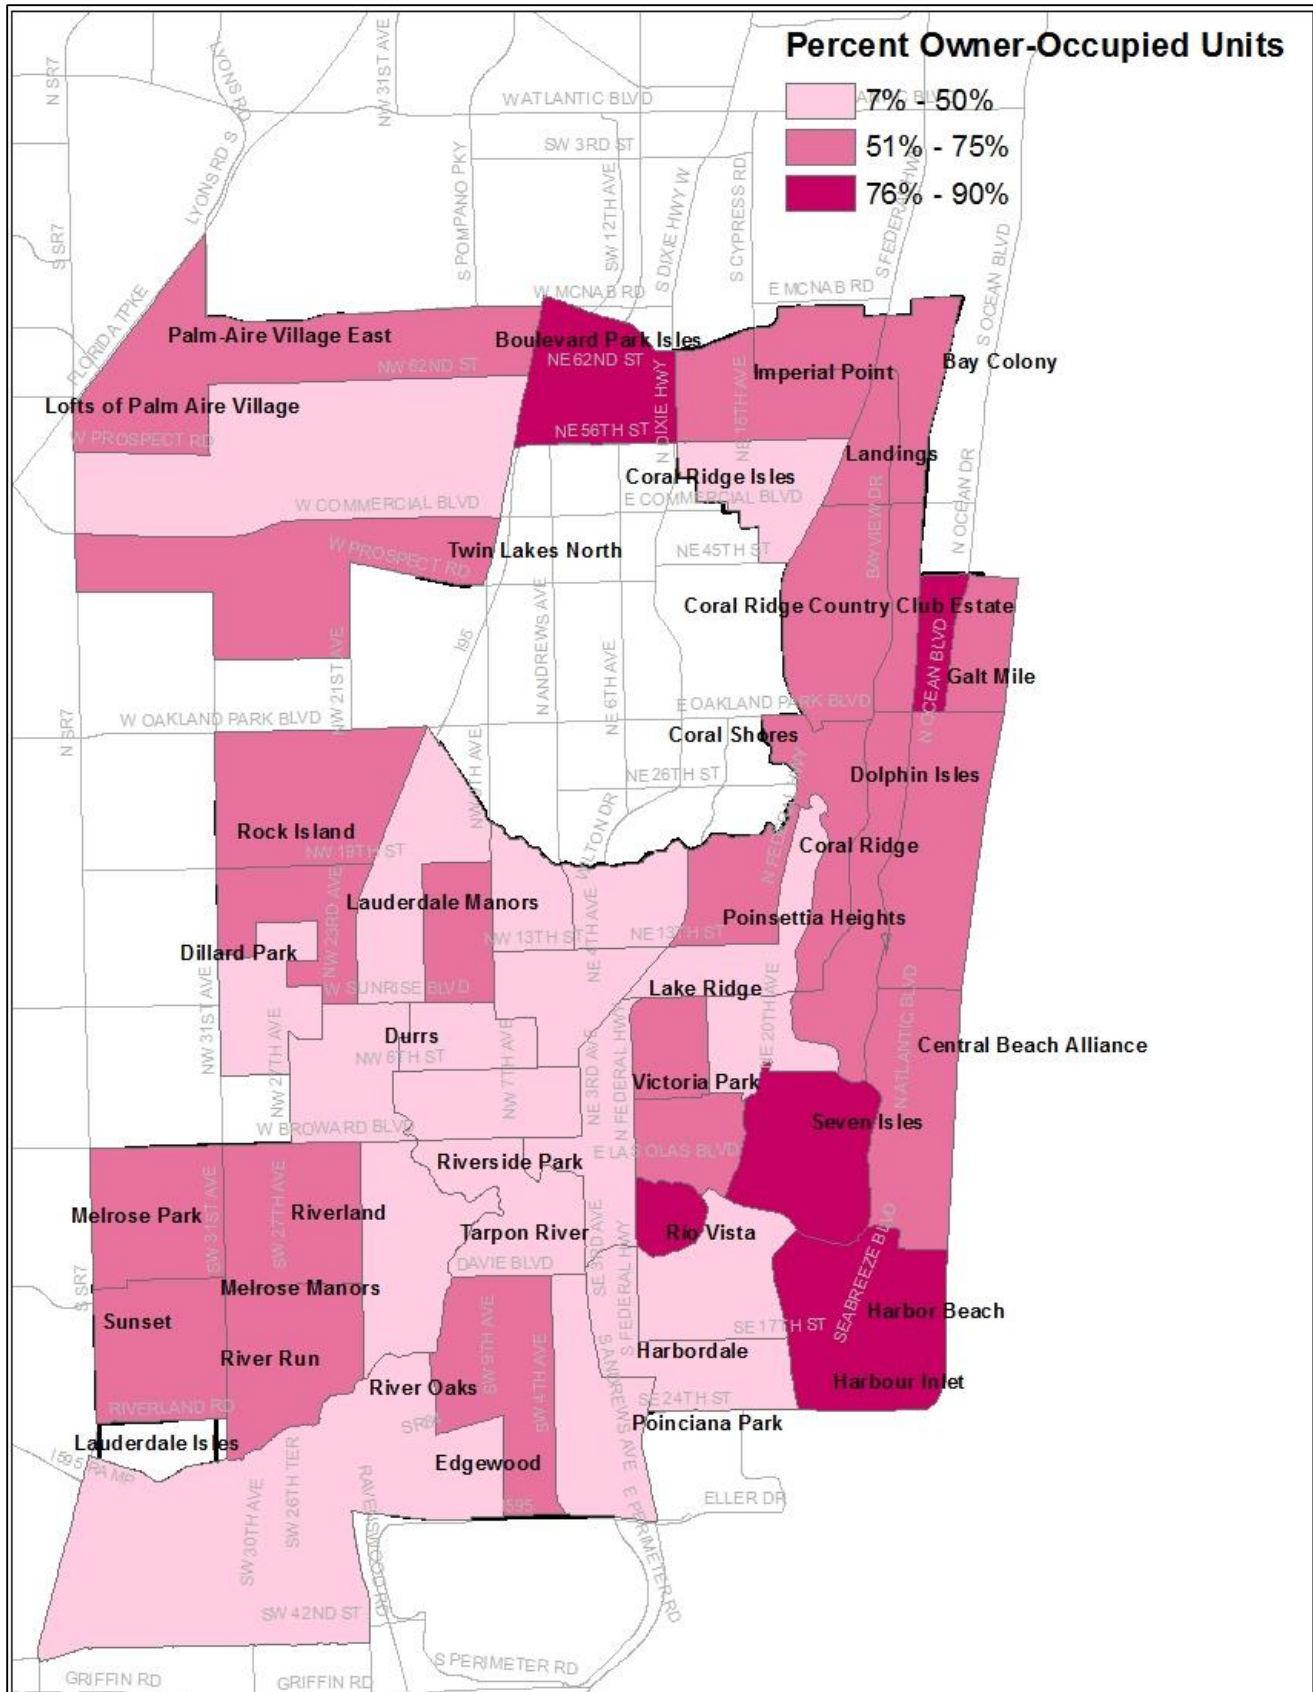 Percent Owner-Occupied Units
7% - 50%
51% - 75%
76% - 90%
N SR7
LYONS RD
NW 31ST AVE
W ATLANTIC BLVD
SW 3RD ST
S POMPANO PKY
SW 12TH AVE
S DIXIE HWY W
S CYPRESS RD
S FEDERAL HWY
LYONS RD S
S SR7
S OCEAN BLVD
FLORIDA TPKE
W MCNAB RD
E MCNAB RD
Palm-Aire Village East
Boulevard Park Isles
NW 62ND ST
NE 62ND ST
Imperial Point
Bay Colony
Lofts of Palm Aire Village
NE 18TH AVE
N DIXIE HWY
W PROSPECT RD
NE 56TH ST
Landings
Coral Ridge Isles
W COMMERCIAL BLVD
E COMMERCIAL BLVD
N OCEAN DR
BAYVIEW DR
W PROSPECT RD
Twin Lakes North
NE 45TH ST
Coral Ridge Country Club Estate
I95
N ANDREWS AVE
NE 6TH AVE
NW 21ST AVE
N OCEAN BLVD
Galt Mile
E OAKLAND PARK BLVD
W OAKLAND PARK BLVD
N SR7
Coral Shores
NE 26TH ST
Dolphin Isles
Rock Island
NW 19TH ST
WILTON DR
N FEDERAL HWY
Coral Ridge
Lauderdale Manors
Poinsettia Heights
NW 13TH ST
NE 13TH ST
NE 4TH AVE
NW 23RD AVE
Dillard Park
W SUNRISE BLVD
Lake Ridge
NE 20TH AVE
N ATLANTIC BLVD
NW 31ST AVE
NW 27TH AVE
Durrs
NW 6TH ST
NW 7TH AVE
NE 3RD AVE
N FEDERAL HWY
Central Beach Alliance
Victoria Park
W BROWARD BLVD
Seven Isles
E LAS OLAS BLVD
Riverside Park
Melrose Park
SW 31ST AVE
SW 27TH AVE
Riverland
Tarpon River
Rio Vista
SE 3RD AVE
S FEDERAL HWY
DAVIE BLVD
SEABREEZE BLVD
S SR7
Melrose Manors
Sunset
Harbor Beach
SE 17TH ST
River Run
Harbordale
SW 9TH AVE
SW 4TH AVE
S ANDREWS AVE
River Oaks
Harbour Inlet
SE 24TH ST
RIVERLAND RD
Poinciana Park
Lauderdale Isles
I595 RAMP
Edgewood
SW 26TH TER
SW 30TH AVE
RAVENSWOOD RD
I595
ELLER DR
E PERIMETER RD
SW 42ND ST
S PERIMETER RD
GRIFFIN RD
GRIFFIN RD